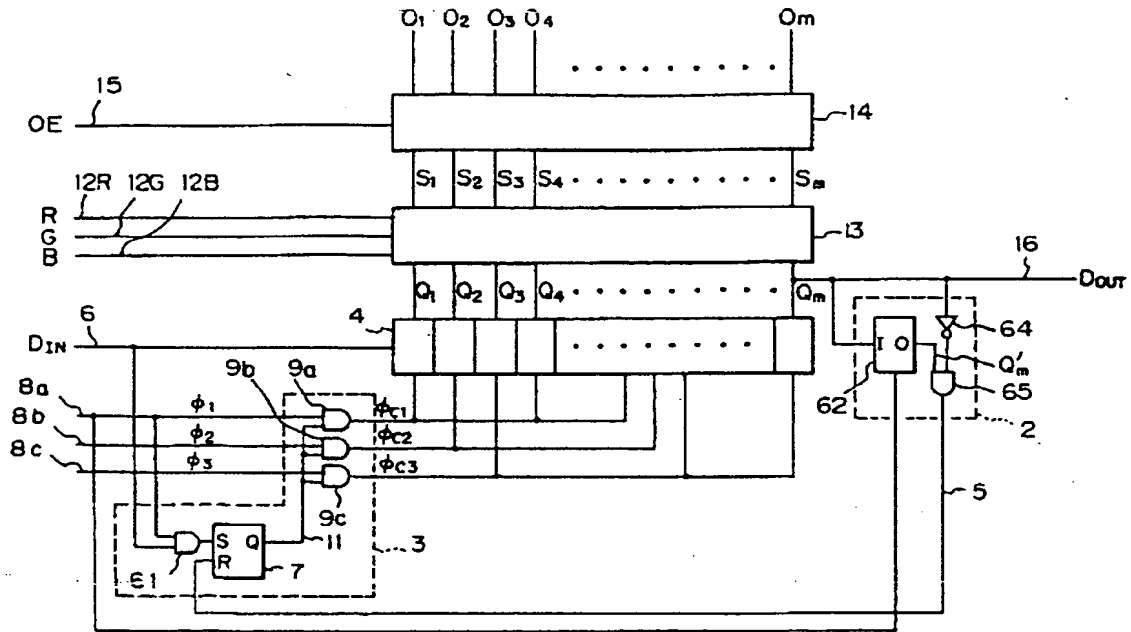 O₁ O₂ O₃ O₄ Om
15
OE
14
S₁ S₂ S₃ S₄ Sm
12R 12G 12B
R
G
B
13
16
DOUT
Q₁ Q₂ Q₃ Q₄ Qm
6
4
DIN
64
I O
Q'm
62
65
2
9b 9a
8a
8b
8c
ϕ₁
ϕ₂
ϕ₃
ϕC1
ϕC2
ϕC3
9c
5
S Q
R
11
3
61
7